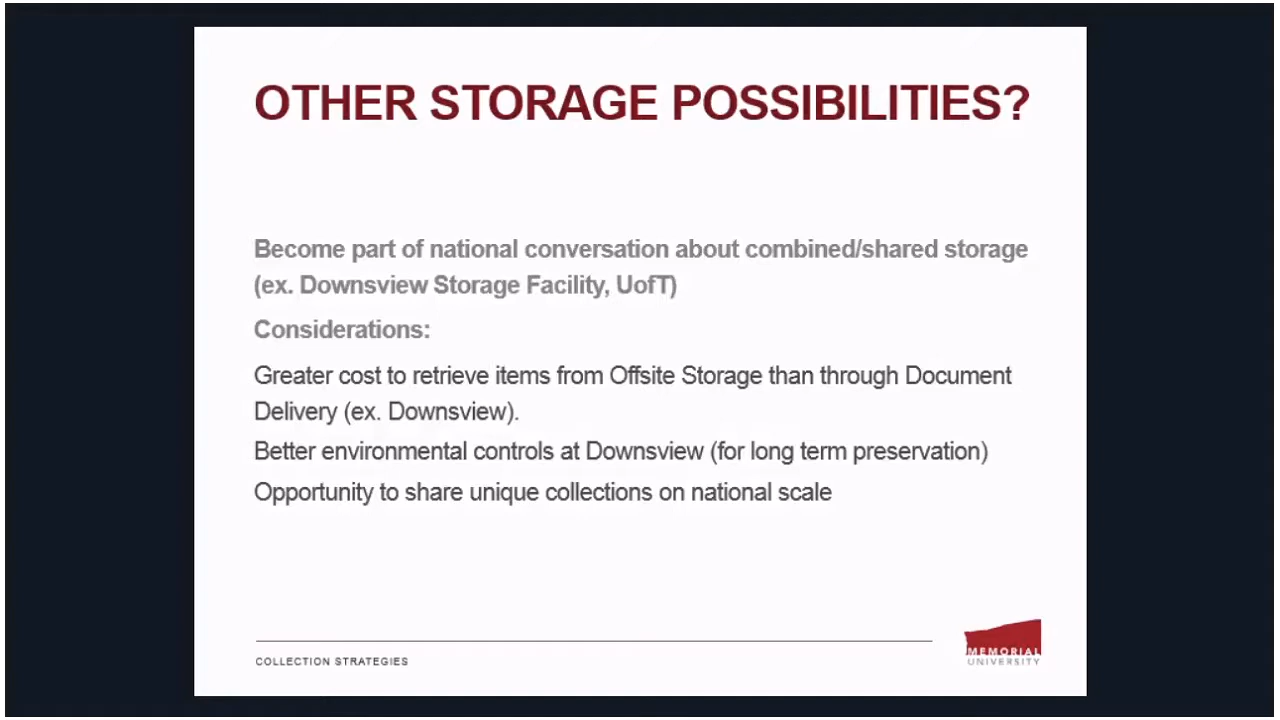 OTHER STORAGE POSSIBILITIES?
Become part of national conversation about combined/shared storage
(ex. Downsview Storage Facility, UofT)
Considerations:
Greater cost to retrieve items from Offsite Storage than through Document
Delivery (ex. Downsview).
Better environmental controls at Downsview (for long term preservation)
Opportunity to share unique collections on national scale
COLLECTION STRATEGIES
MEMORIAL
UNIVERSITY